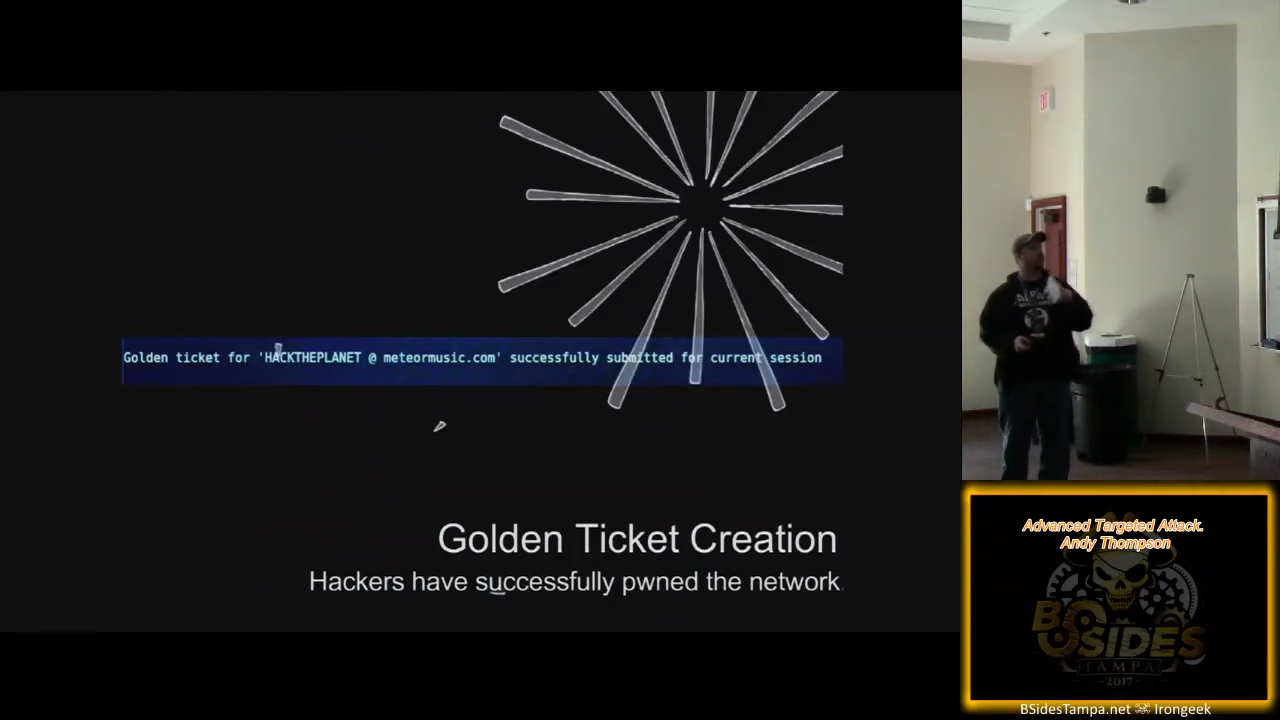 Golden ticket for 'HACKTHEPLANET @ meteormusic.com' successfully submitted for current session
Golden Ticket Creation
Hackers have successfully pwned the network.
EXIT
Advanced Targeted Attack.
Andy Thompson
BSIDES
TAMPA
2017
BSidesTampa.net Irongeek